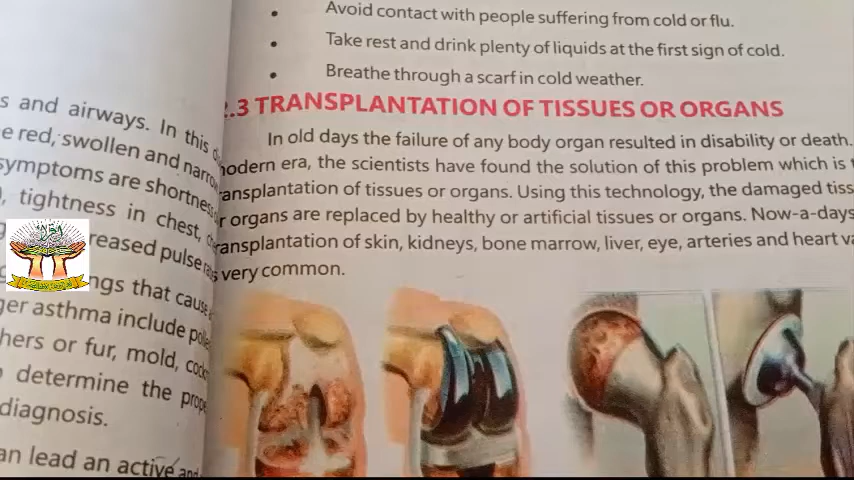 s and airways. In this
e red, swollen and narro
symptoms are shortness
, tightness in chest,
reased pulse
ngs that cause
ger asthma include
hers or fur, mold,
determine the
diagnosis.
an lead an active and
Avoid contact with people suffering from cold or flu.
Take rest and drink plenty of liquids at the first sign of cold.
Breathe through a scarf in cold weather.
.3 TRANSPLANTATION OF TISSUES OR ORGANS
In old days the failure of any body organ resulted in disability or death.
odern era, the scientists have found the solution of this problem which is
ansplantation of tissues or organs. Using this technology, the damaged tiss
r organs are replaced by healthy or artificial tissues or organs. Now-a-days
ansplantation of skin, kidneys, bone marrow, liver, eye, arteries and heart va
s very common.